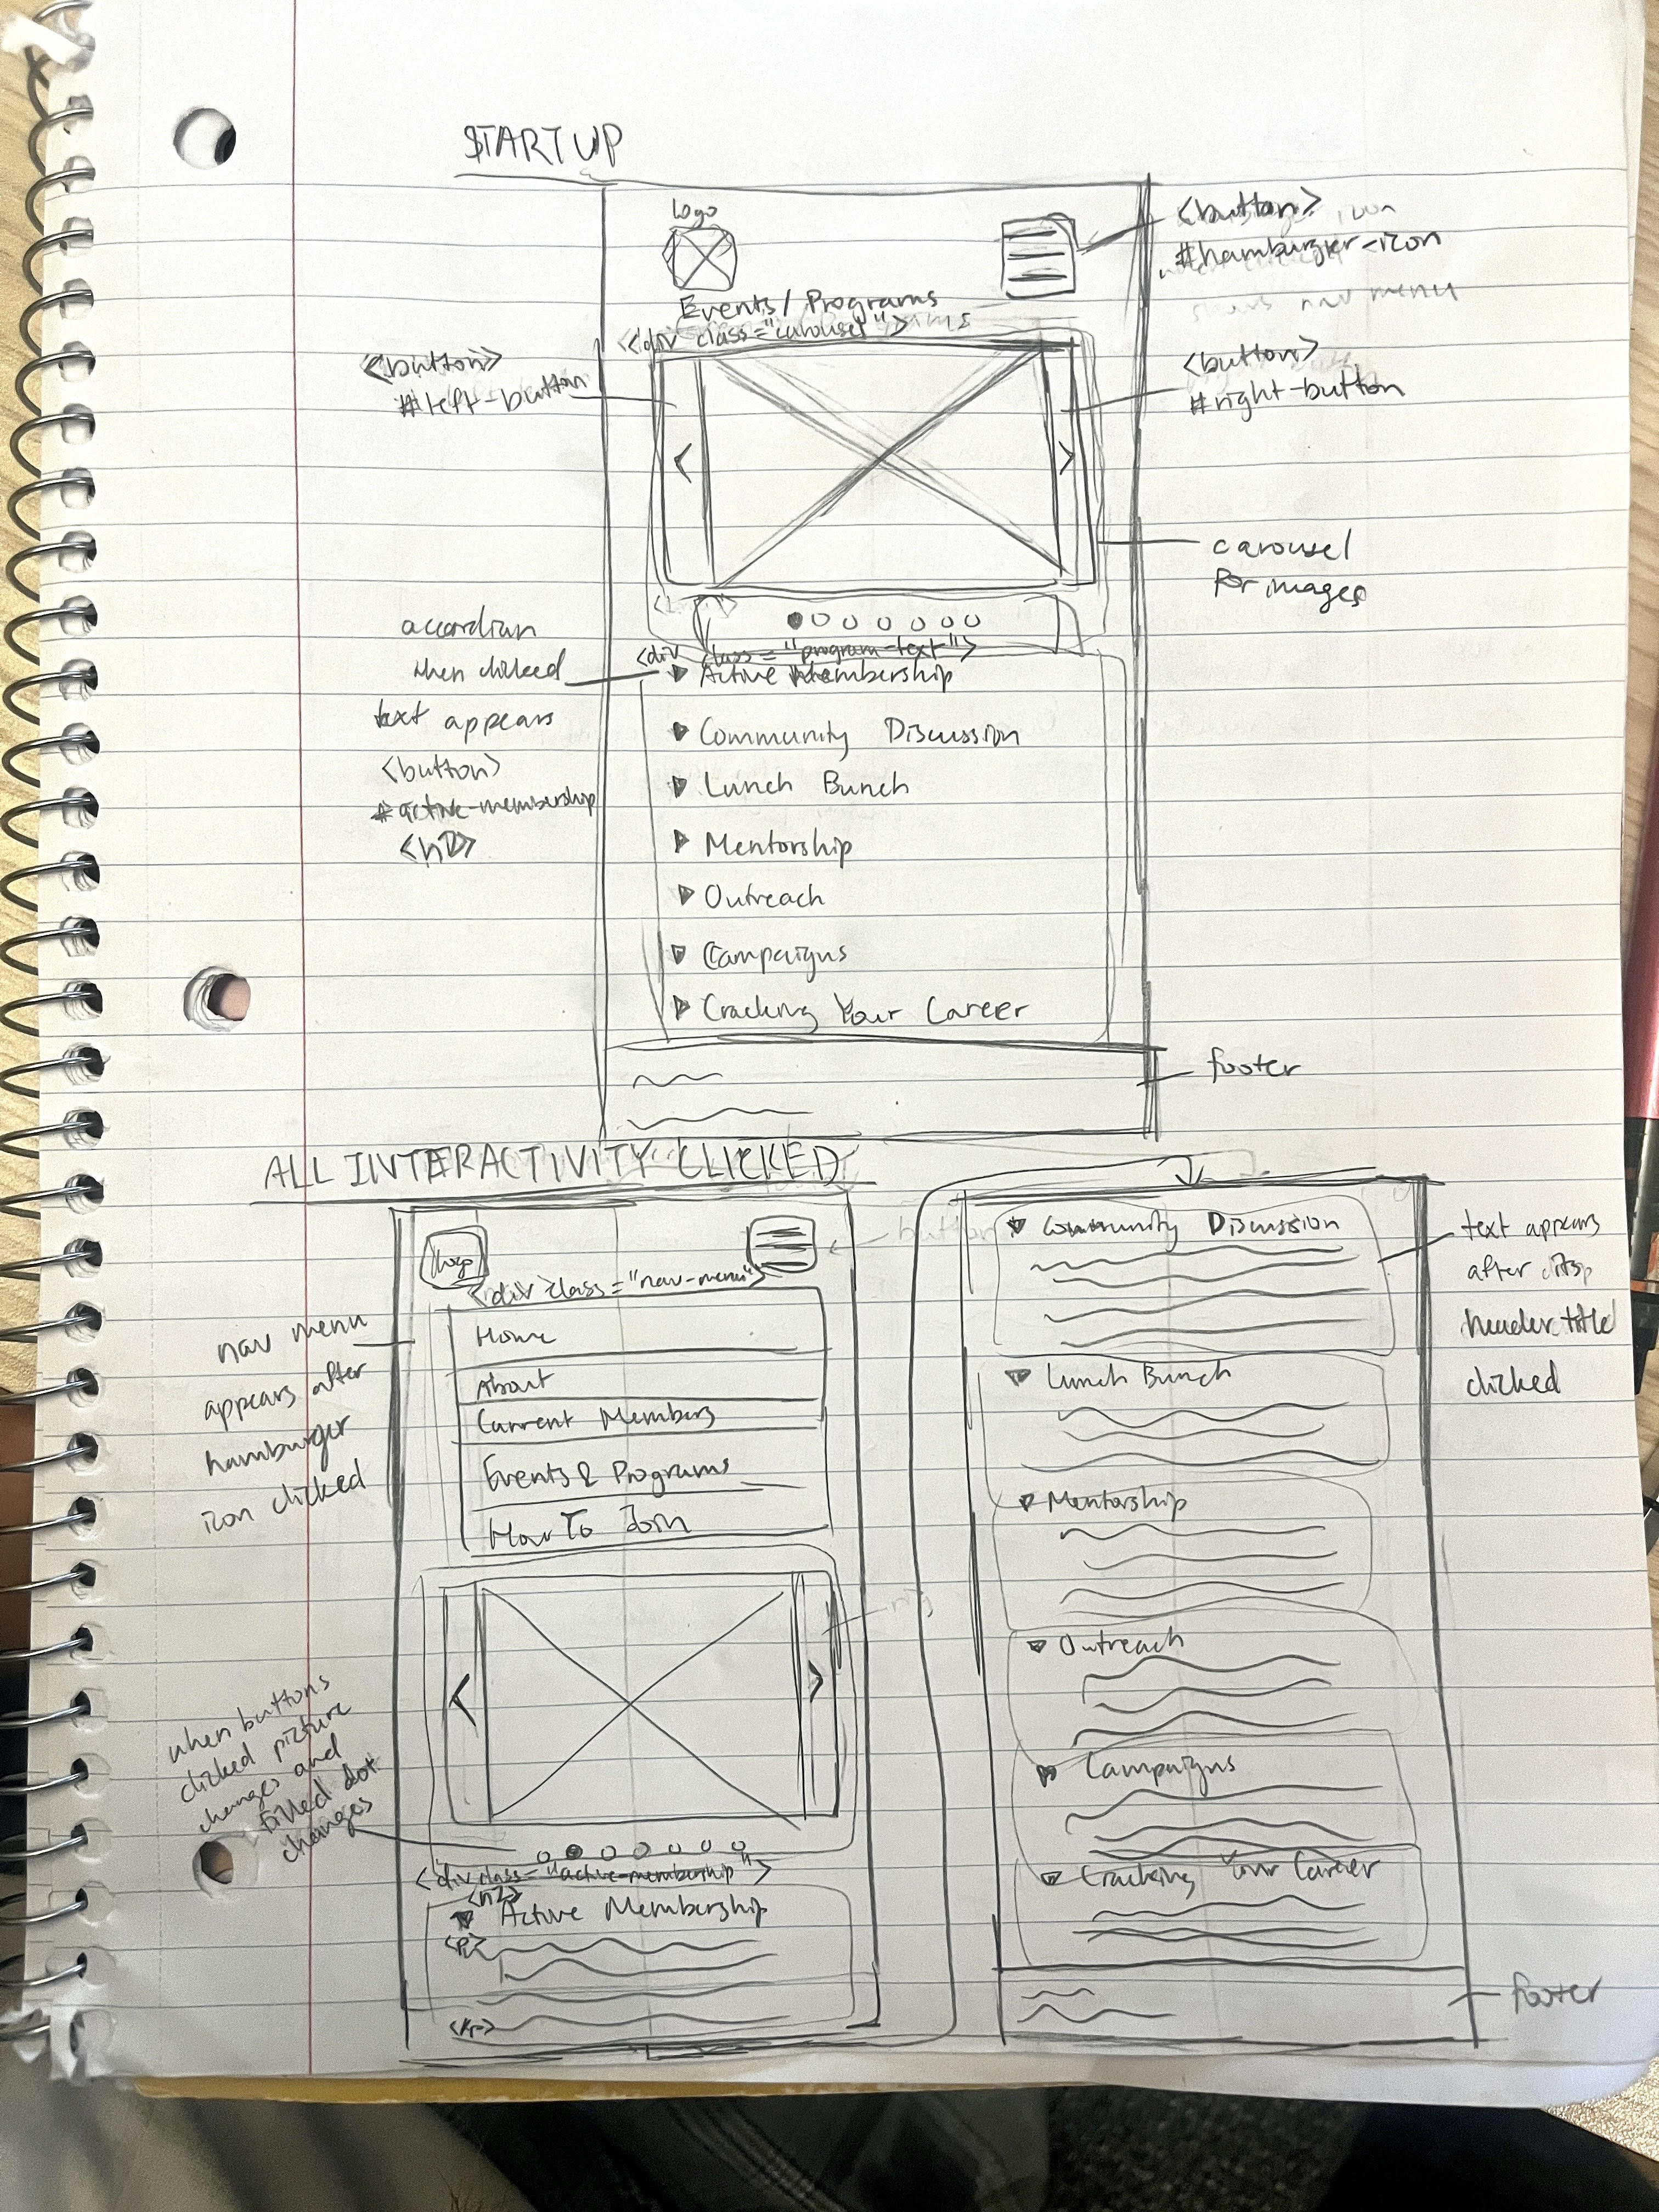 STARTUP
logo
<button>
#hamburger-icon
nav menu
Events/Programs
<div class="carousel">
<button>
#left-button
<button>
#right-button
<
>
carousel
for images
accordian
when clicked
text appears
<button>
#active-membership
<h2>
<div class="program-text">
Active Membership
Community Discussion
Lunch Bunch
Mentorship
Outreach
Campaigns
Cracking Your Career
footer
ALL INTERACTIVITY CLICKED
logo
button
<div class="nav-menu">
nav menu
appears after
hamburger
icon clicked
Home
About
Current Members
Events & Programs
How To Join
<
>
when buttons
clicked picture
changes and
filled dot
changes
<div class="active-membership">
<h2>
Active Membership
<p>
Community Discussion
text appears
after
header title
clicked
Lunch Bunch
Mentorship
Outreach
Campaigns
Cracking Your Career
footer